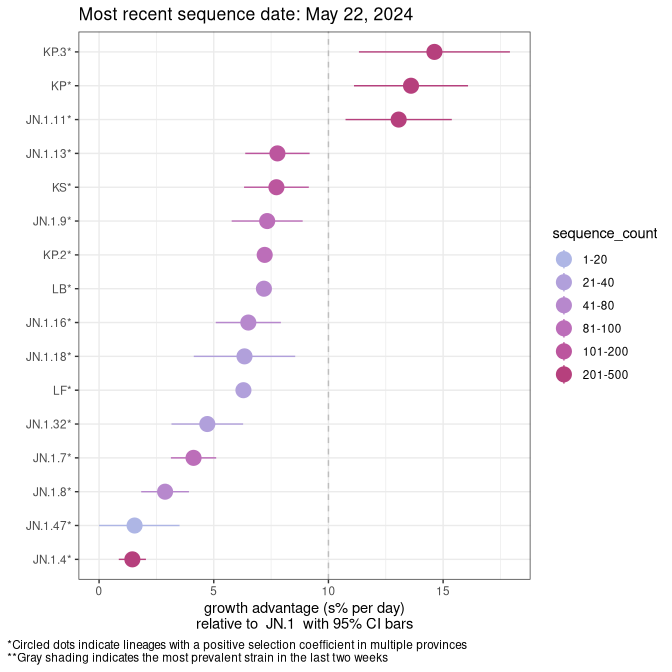 Most recent sequence date: May 22, 2024
KP.3*
KP*
JN.1.11*
JN.1.13*
KS*
JN.1.9*
KP.2*
LB*
JN.1.16*
JN.1.18*
LF*
JN.1.32*
JN.1.7*
JN.1.8*
JN.1.47*
JN.1.4*
0 5 10 15
growth advantage (s% per day)
relative to JN.1 with 95% CI bars
sequence_count
1-20
21-40
41-80
81-100
101-200
201-500
*Circled dots indicate lineages with a positive selection coefficient in multiple provinces
**Gray shading indicates the most prevalent strain in the last two weeks